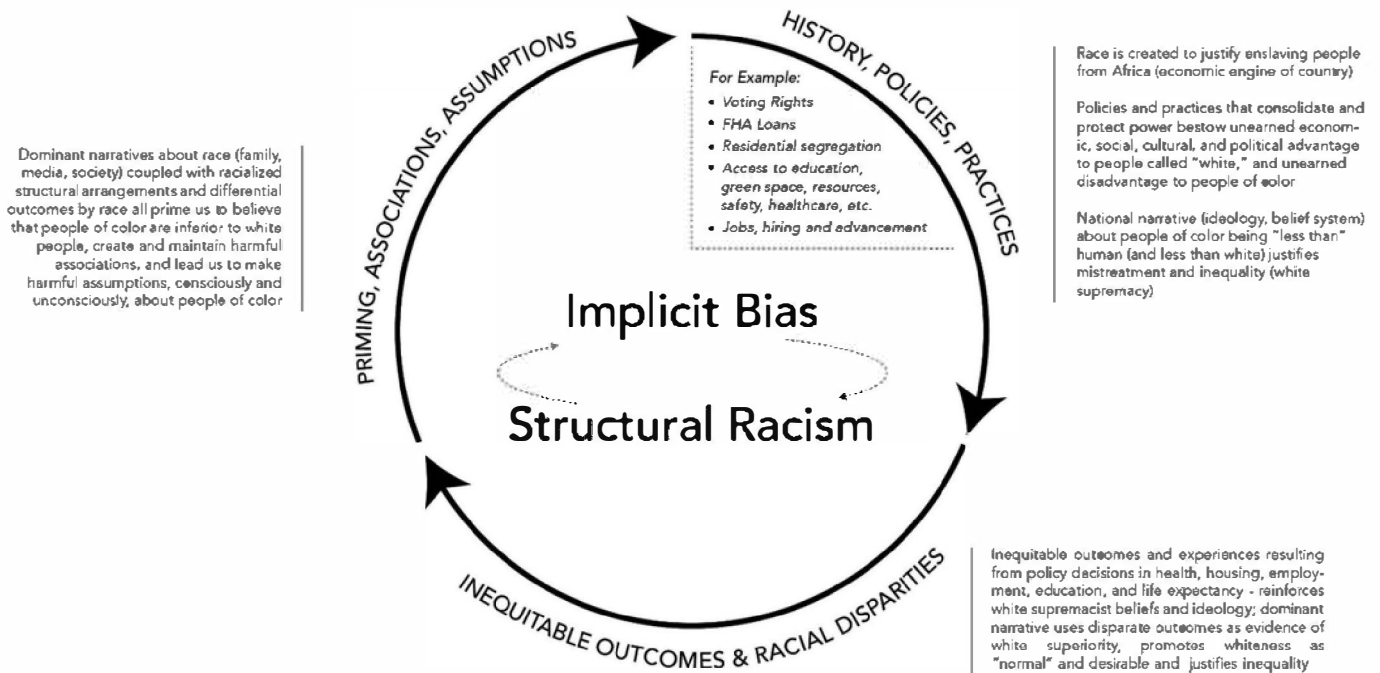 PRIMING, ASSOCIATIONS, ASSUMPTIONS
HISTORY, POLICIES, PRACTICES
For Example:
• Voting Rights
• FHA Loans
• Residential segregation
• Access to education,
green space, resources,
safety, healthcare, etc.
• Jobs, hiring and advancement
Race is created to justify enslaving people
from Africa (economic engine of country)
Policies and practices that consolidate and
protect power bestow unearned econom-
ic, social, cultural, and political advantage
to people called "white," and unearned
disadvantage to people of color
National narrative (ideology, belief system)
about people of color being "less than"
human (and less than white) justifies
mistreatment and inequality (white
supremacy)
Dominant narratives about race (family,
media, society) coupled with racialized
structural arrangements and differential
outcomes by race all prime us to believe
that people of color are inferior to white
people, create and maintain harmful
associations, and lead us to make
harmful assumptions, consciously and
unconsciously, about people of color
Implicit Bias
Structural Racism
INEQUITABLE OUTCOMES & RACIAL DISPARITIES
Inequitable outcomes and experiences resulting
from policy decisions in health, housing, employ-
ment, education, and life expectancy - reinforces
white supremacist beliefs and ideology; dominant
narrative uses disparate outcomes as evidence of
white superiority, promotes whiteness as
"normal" and desirable and justifies inequality